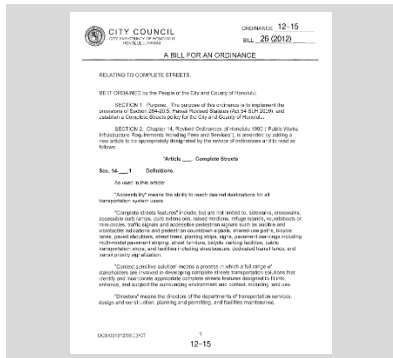 CITY COUNCIL
CITY AND COUNTY OF HONOLULU
HONOLULU, HAWAII
ORDINANCE 12-15
BILL 26 (2012)
A BILL FOR AN ORDINANCE
RELATING TO COMPLETE STREETS.
BE IT ORDAINED by the People of the City and County of Honolulu:
SECTION 1. Purpose. The purpose of this ordinance is to implement the
provisions of Section 264-20.5, Hawaii Revised Statutes (Act 54 SLH 2009), and
establish a Complete Streets policy for the City and County of Honolulu.
SECTION 2. Chapter 14, Revised Ordinances of Honolulu 1990 ("Public Works
Infrastructure Requirements Including Fees and Services"), is amended by adding a
new article to be appropriately designated by the revisor of ordinances and to read as
follows:
"Article ___. Complete Streets
Sec. 14-___.1 Definitions.
As used in this article:
"Accessibility" means the ability to reach desired destinations for all
transportation system users.
"Complete streets features" include, but are not limited to, sidewalks, crosswalks,
accessible curb ramps, curb extensions, raised medians, refuge islands, roundabouts or
mini-circles, traffic signals and accessible pedestrian signals such as audible and
vibrotactile indications and pedestrian countdown signals, shared use paths, bicycle
lanes, paved shoulders, street trees, planting strips, signs, pavement markings including
multi-modal pavement striping, street furniture, bicycle parking facilities, public
transportation stops and facilities including streetscapes, dedicated transit lanes, and
transit priority signalization.
"Context sensitive solution" means a process in which a full range of
stakeholders are involved in developing complete streets transportation solutions that
identify and incorporate appropriate complete streets features designed to fit into,
enhance, and support the surrounding environment and context, including land use.
"Directors" means the directors of the departments of transportation services,
design and construction, planning and permitting, and facilities maintenance.
1
12-15